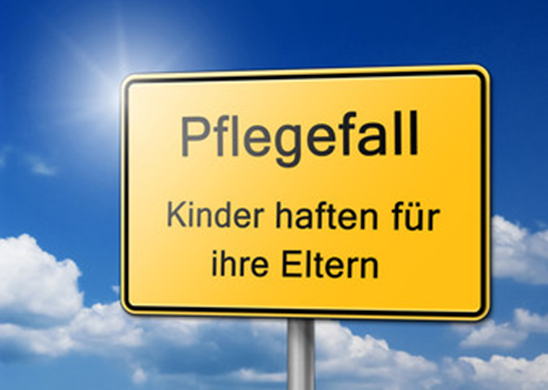 Pflegefall
Kinder haften für
ihre Eltern